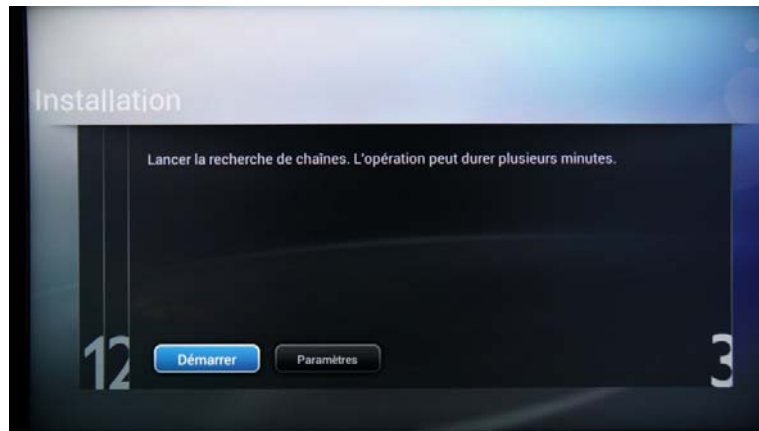 Installation
Lancer la recherche de chaînes. L'opération peut durer plusieurs minutes.
12
Démarrer
Paramètres
3